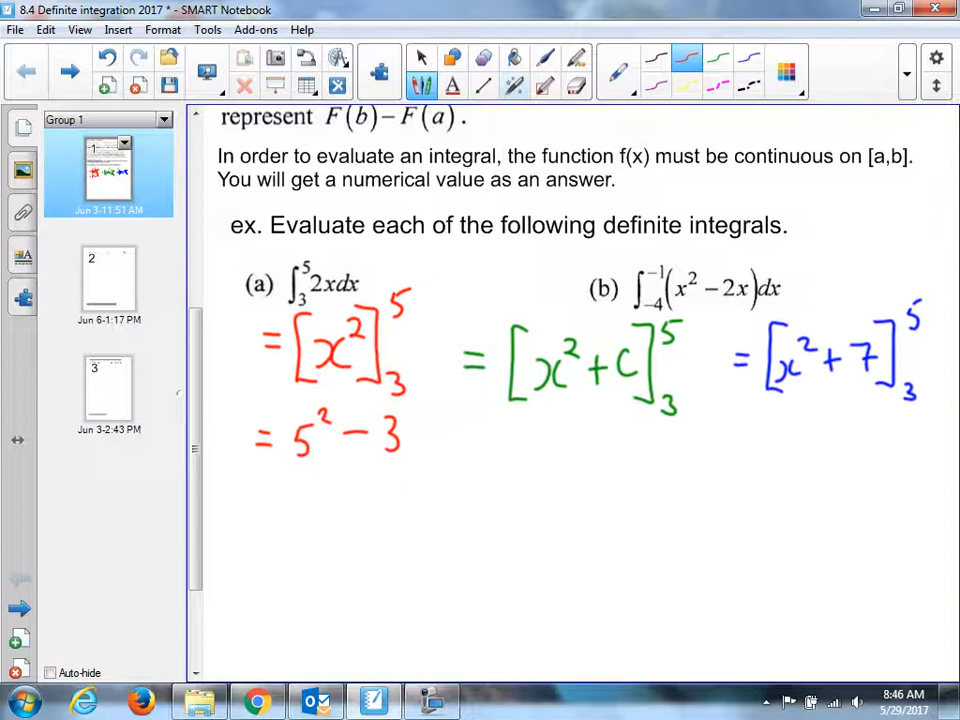 8.4 Definite integration 2017 * - SMART Notebook
File Edit View Insert Format Tools Add-ons Help
Group 1
1
Jun 3-11:51 AM
2
Jun 6-1:17 PM
3
Jun 3-2:43 PM
Auto-hide
represent F(b) – F(a).
In order to evaluate an integral, the function f(x) must be continuous on [a,b].
You will get a numerical value as an answer.
ex. Evaluate each of the following definite integrals.
(a) ∫₃⁵ 2xdx
(b) ∫₋₄⁻¹ (x² – 2x)dx
= [x²]₃⁵
= [x² + C]₃⁵
= [x² + 7]₃⁵
= 5² – 3
8:46 AM
5/29/2017